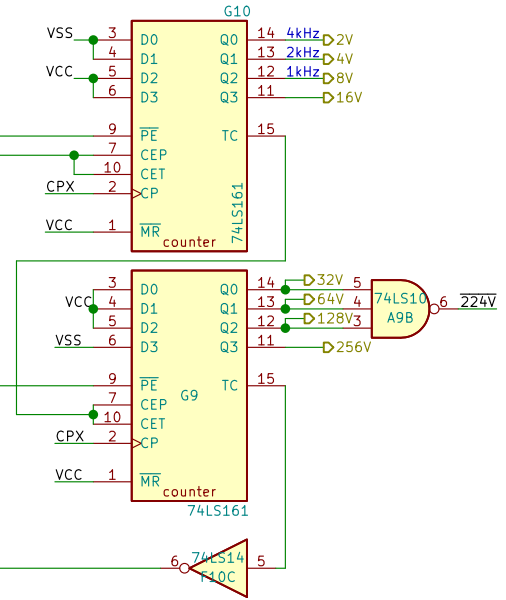 G10
VSS 3 D0 Q0 14 4kHz 2V
4 D1 Q1 13 2kHz 4V
VCC 5 D2 Q2 12 1kHz 8V
6 D3 Q3 11 16V
9 PE TC 15
7 CEP
10 CET
CPX 2 CP
74LS161
VCC 1 MR
counter
3 D0 Q0 14 32V 5
VCC 4 D1 Q1 13 64V 4 74LS10 6 224V
5 D2 Q2 12 128V 3 A9B
VSS 6 D3 Q3 11 256V
9 PE TC 15
7 CEP G9
10 CET
CPX 2 CP
VCC 1 MR
counter
74LS161
6 74LS14 5
F10C